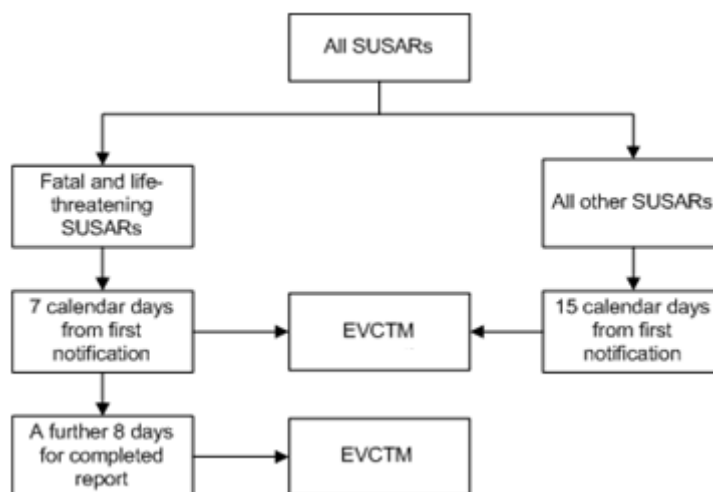 All SUSARs
Fatal and life-
threatening
SUSARs
All other SUSARs
7 calendar days
from first
notification
EVCTM
15 calendar days
from first
notification
A further 8 days
for completed
report
EVCTM